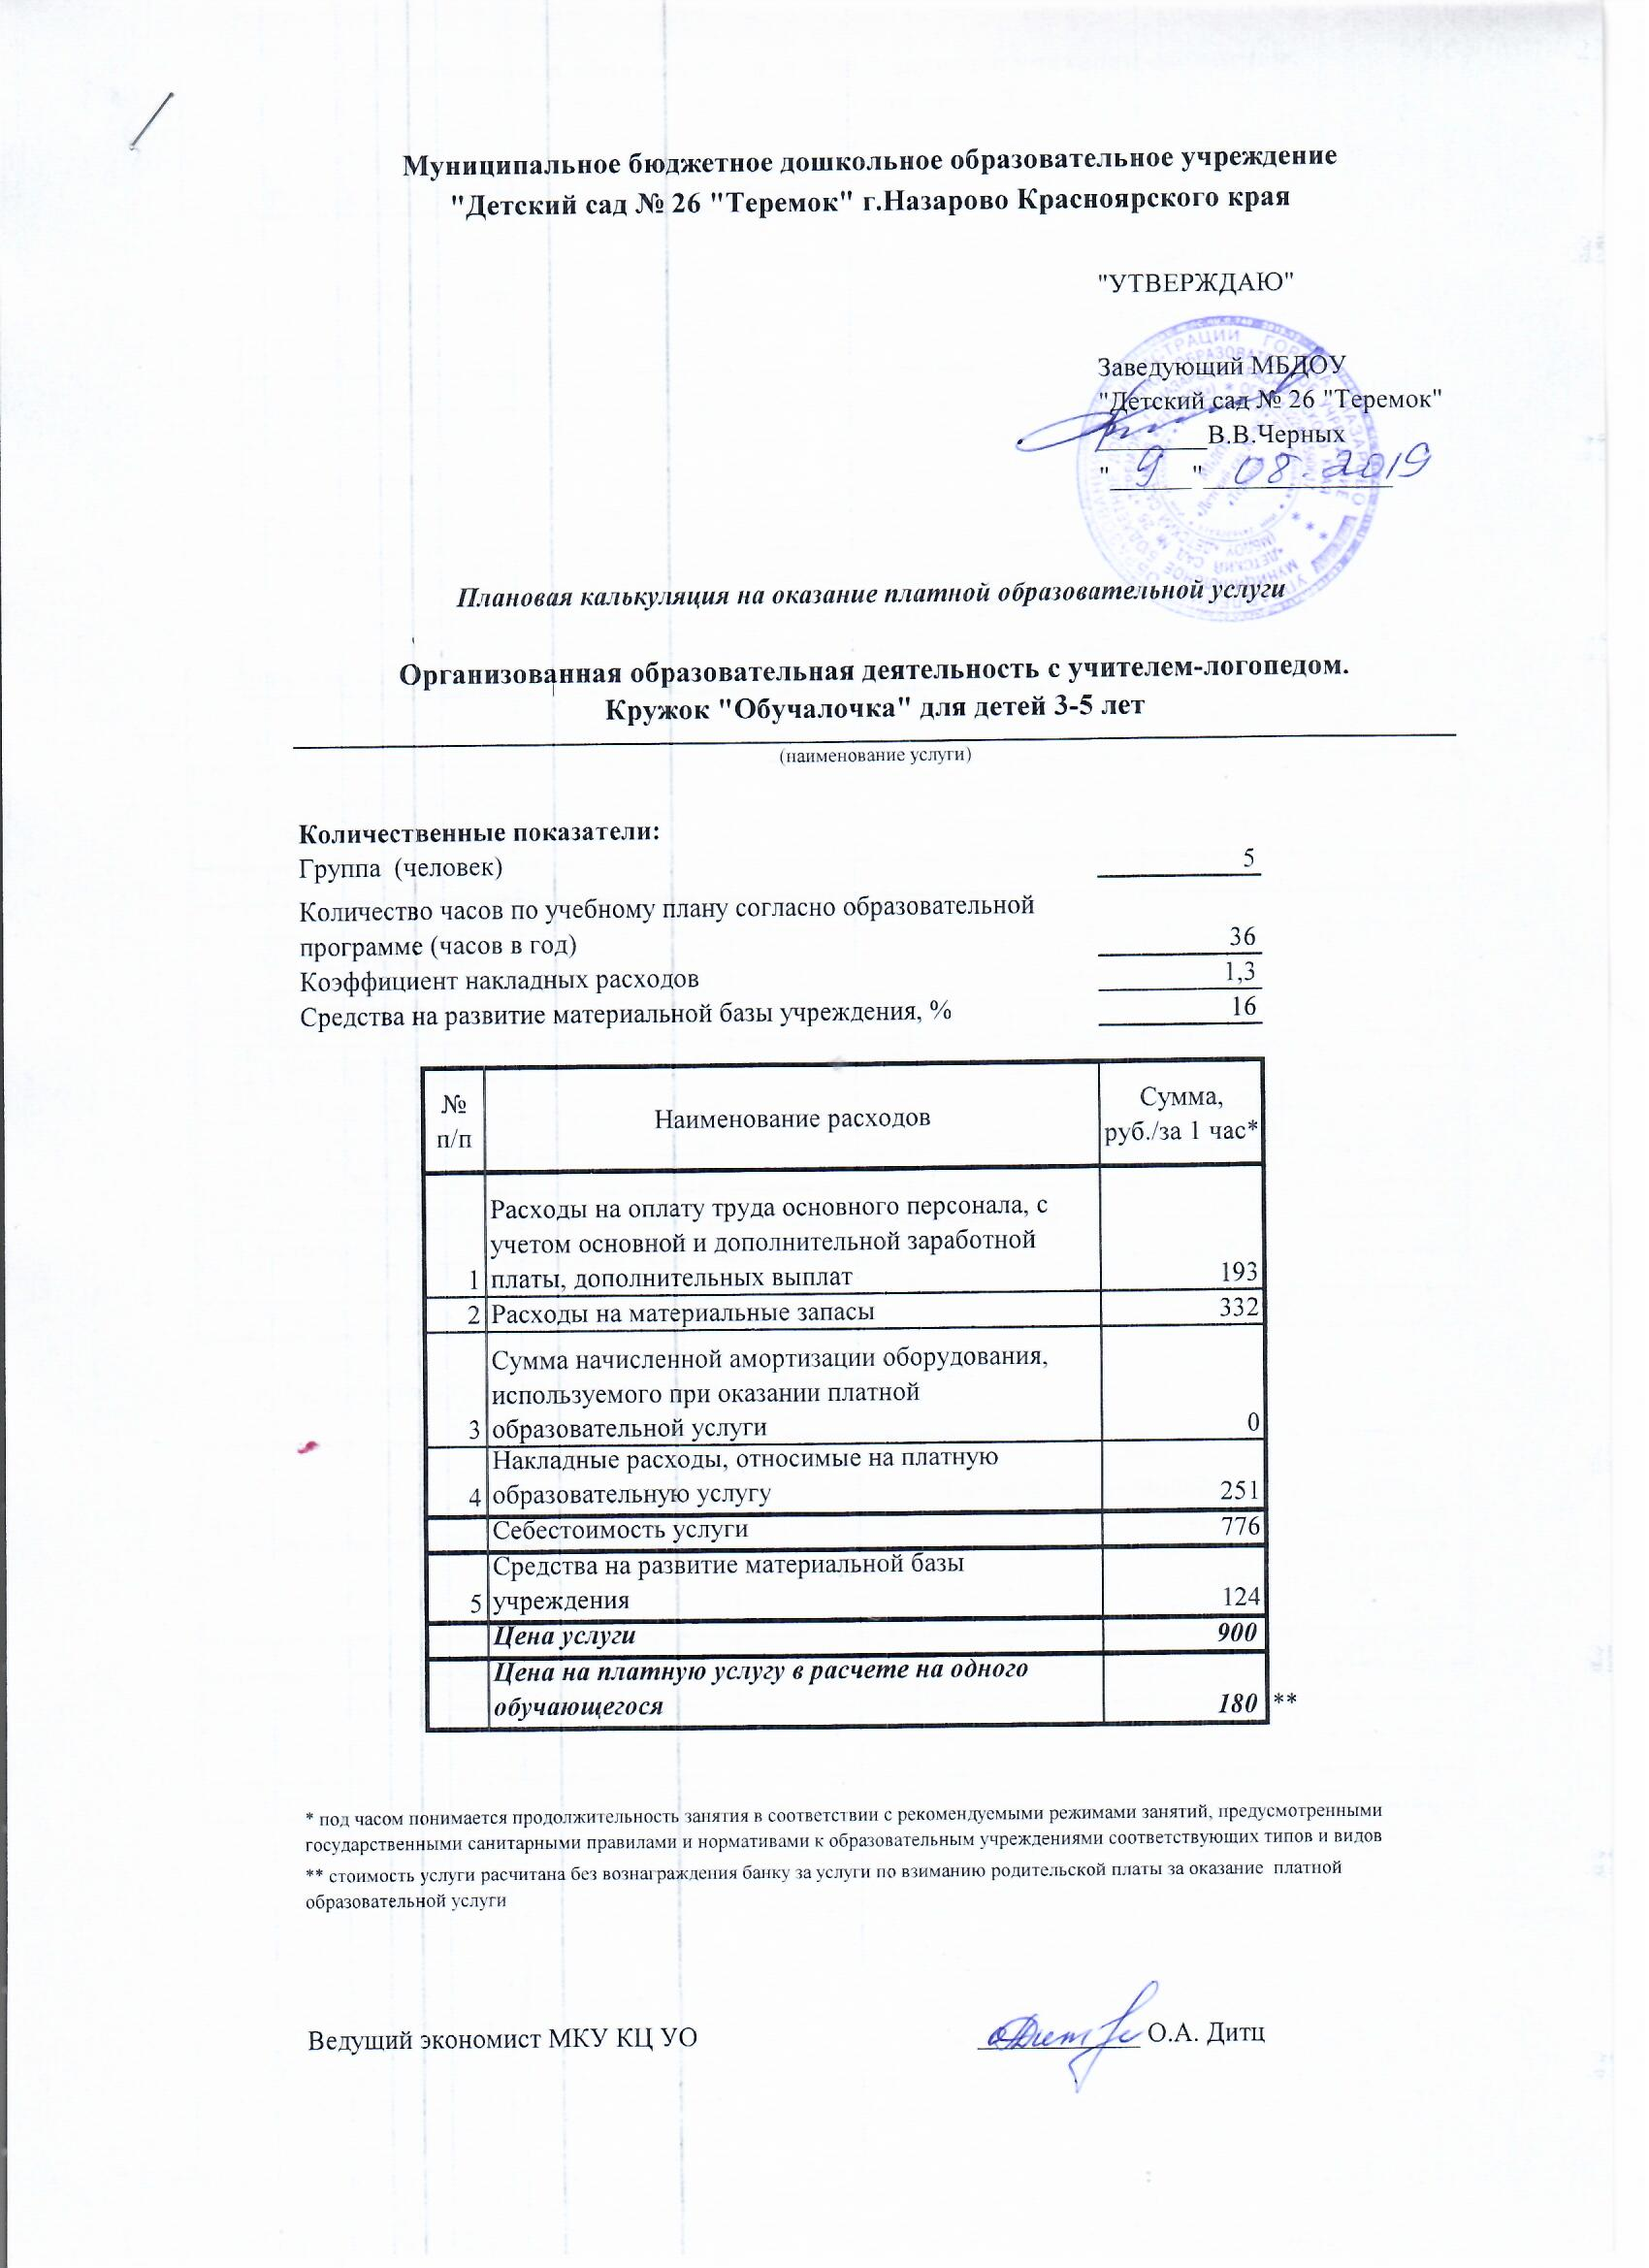 Муниципальное бюджетное дошкольное образовательное учреждение
"Детский сад № 26 "Теремок" г.Назарово Красноярского края
"УТВЕРЖДАЮ"
Заведующий МБДОУ
"Детский сад № 26 "Теремок"
В.В.Черных
" 9 " 08.2019
Плановая калькуляция на оказание платной образовательной услуги
Организованная образовательная деятельность с учителем-логопедом.
Кружок "Обучалочка" для детей 3-5 лет
(наименование услуги)
Количественные показатели:
Группа (человек) 5
Количество часов по учебному плану согласно образовательной
программе (часов в год) 36
Коэффициент накладных расходов 1,3
Средства на развитие материальной базы учреждения, % 16
№
п/п
Наименование расходов
Сумма,
руб./за 1 час*
Расходы на оплату труда основного персонала, с
учетом основной и дополнительной заработной
1 платы, дополнительных выплат 193
2 Расходы на материальные запасы 332
Сумма начисленной амортизации оборудования,
используемого при оказании платной
3 образовательной услуги 0
Накладные расходы, относимые на платную
4 образовательную услугу 251
Себестоимость услуги 776
Средства на развитие материальной базы
5 учреждения 124
Цена услуги 900
Цена на платную услугу в расчете на одного
обучающегося 180 **
* под часом понимается продолжительность занятия в соответствии с рекомендуемыми режимами занятий, предусмотренными
государственными санитарными правилами и нормативами к образовательным учреждениями соответствующих типов и видов
** стоимость услуги расчитана без вознаграждения банку за услуги по взиманию родительской платы за оказание платной
образовательной услуги
Ведущий экономист МКУ КЦ УО О.А. Дитц